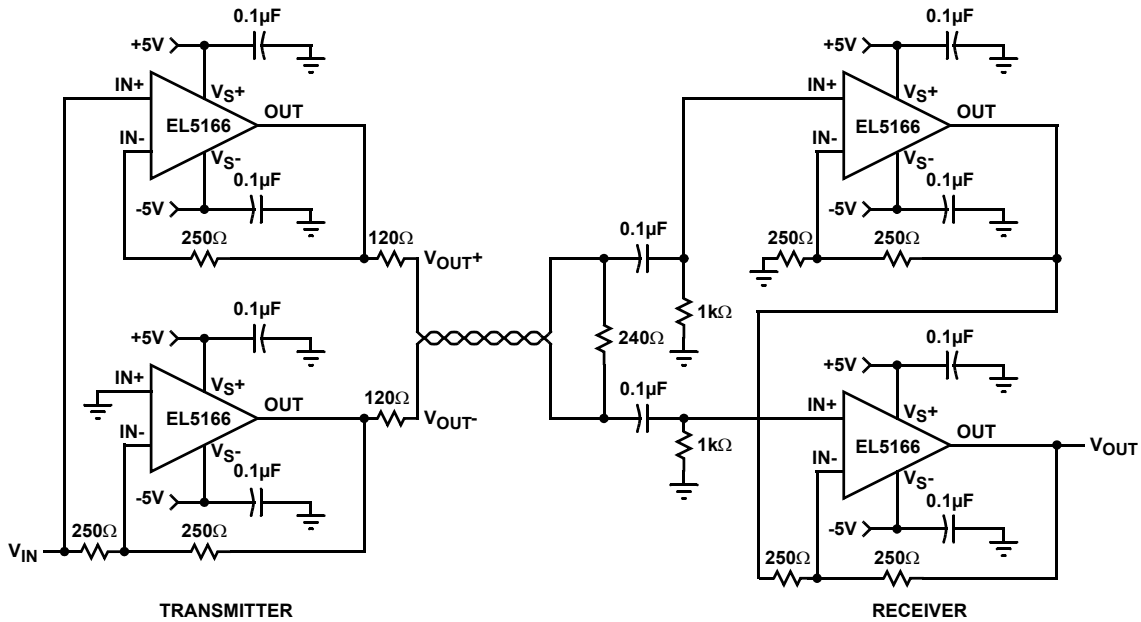 0.1µF
+5V
IN+
VS+
OUT
EL5166
IN-
VS-
0.1µF
-5V
250Ω
120Ω
VOUT+
0.1µF
+5V
IN+
VS+
OUT
EL5166
IN-
VS-
0.1µF
-5V
120Ω
VOUT-
VIN
250Ω
250Ω
TRANSMITTER
0.1µF
240Ω
0.1µF
1kΩ
1kΩ
0.1µF
+5V
IN+
VS+
OUT
EL5166
IN-
VS-
0.1µF
-5V
250Ω
250Ω
0.1µF
+5V
IN+
VS+
OUT
EL5166
IN-
VS-
0.1µF
-5V
VOUT
250Ω
250Ω
RECEIVER